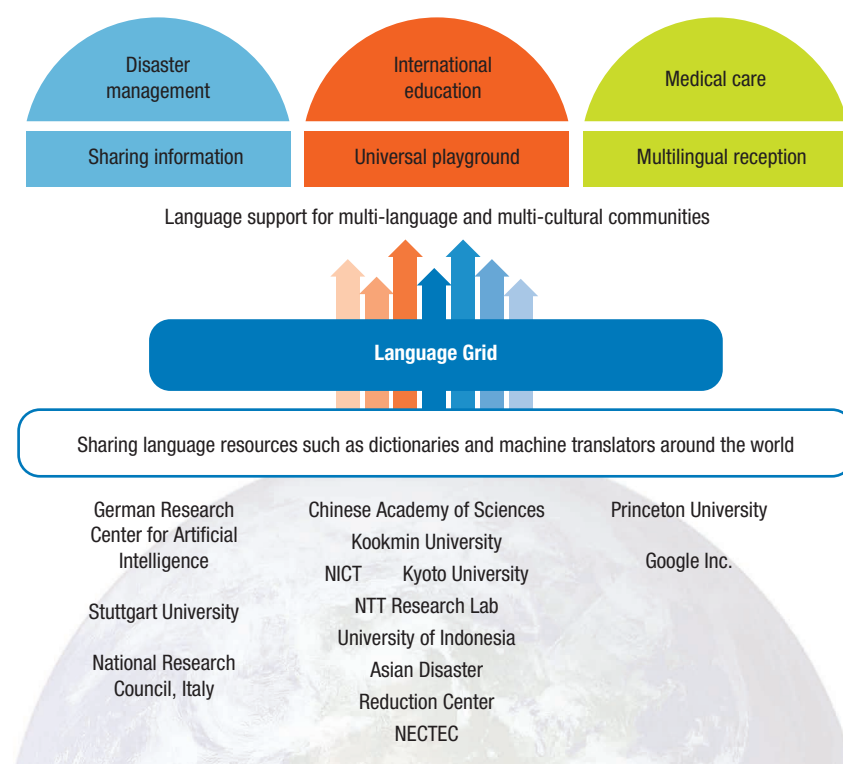 Disaster
management
International
education
Medical care
Sharing information
Universal playground
Multilingual reception
Language support for multi-language and multi-cultural communities
Language Grid
Sharing language resources such as dictionaries and machine translators around the world
German Research
Center for Artificial
Intelligence
Stuttgart University
National Research
Council, Italy
Chinese Academy of Sciences
Kookmin University
NICT Kyoto University
NTT Research Lab
University of Indonesia
Asian Disaster
Reduction Center
NECTEC
Princeton University
Google Inc.